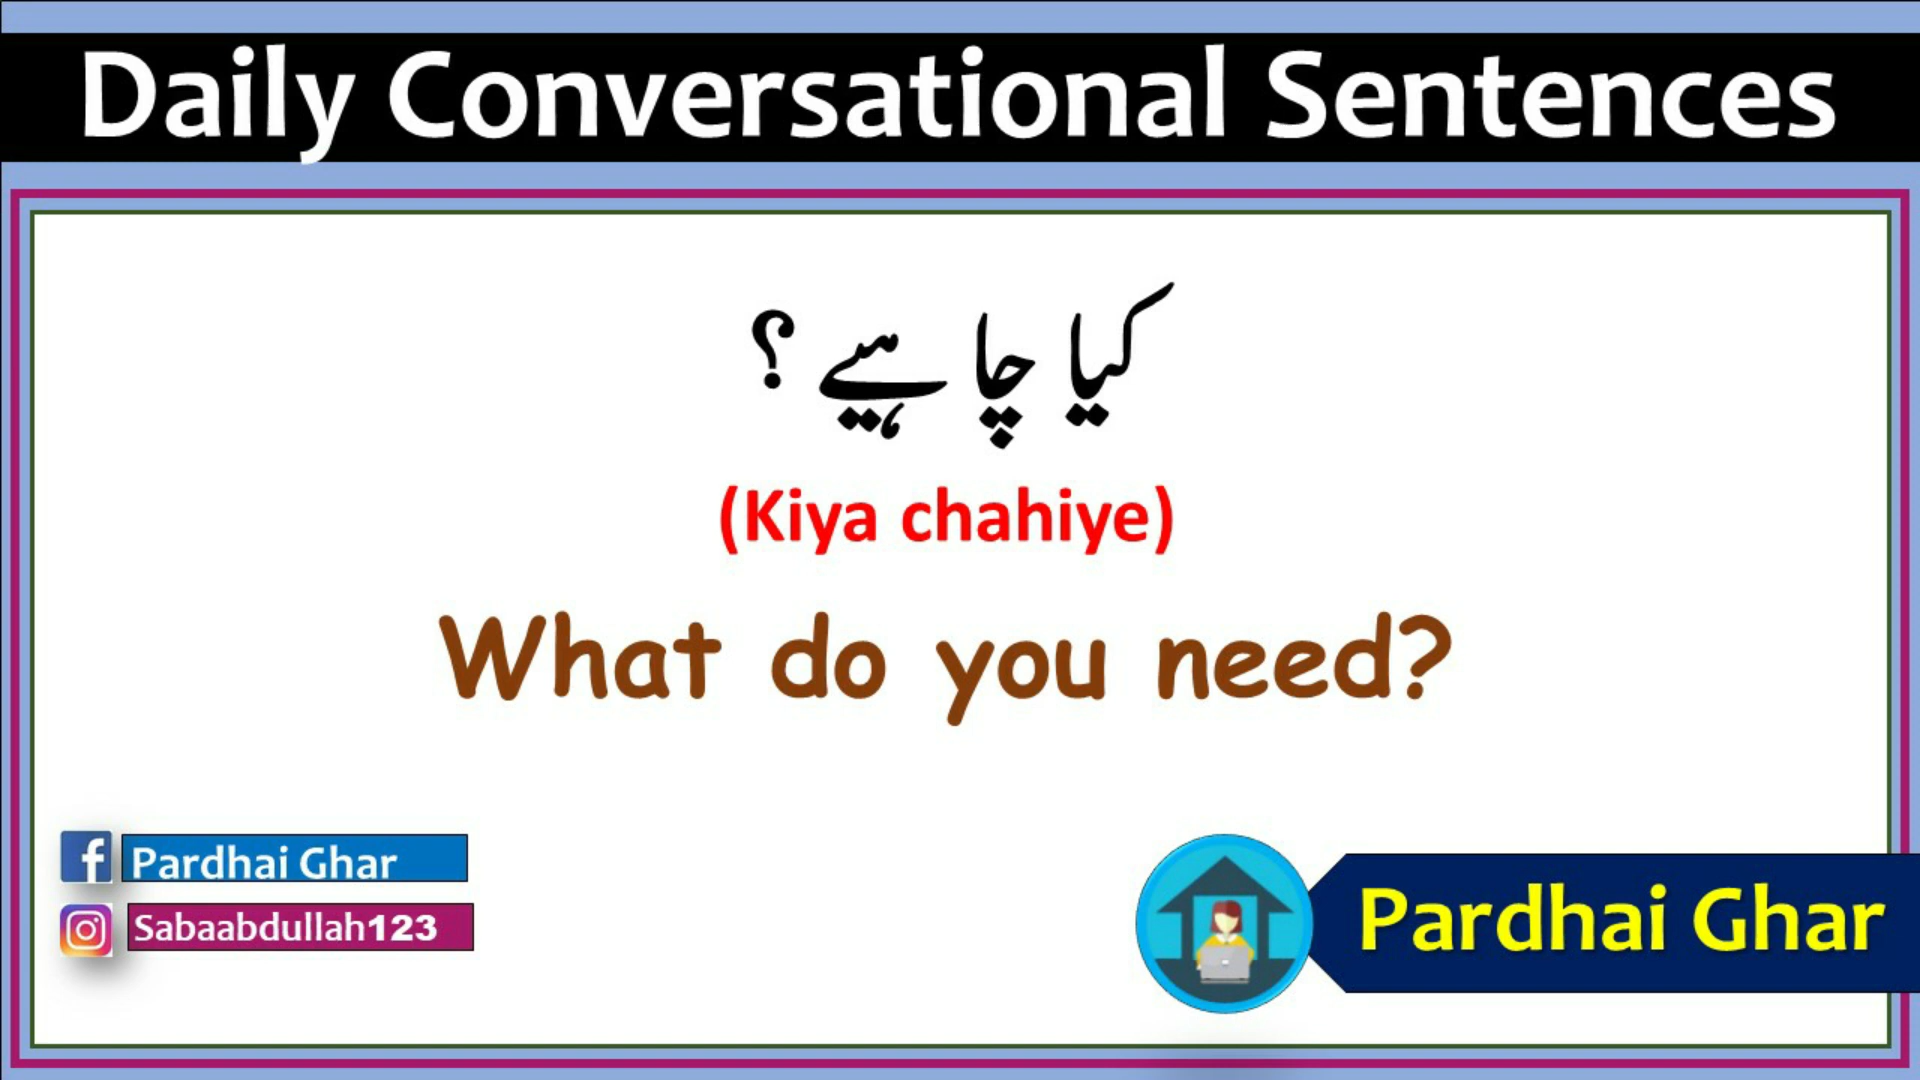 Daily Conversational Sentences
کیا چاہیے ؟
(Kiya chahiye)
What do you need?
Pardhai Ghar
Sabaabdullah123
Pardhai Ghar